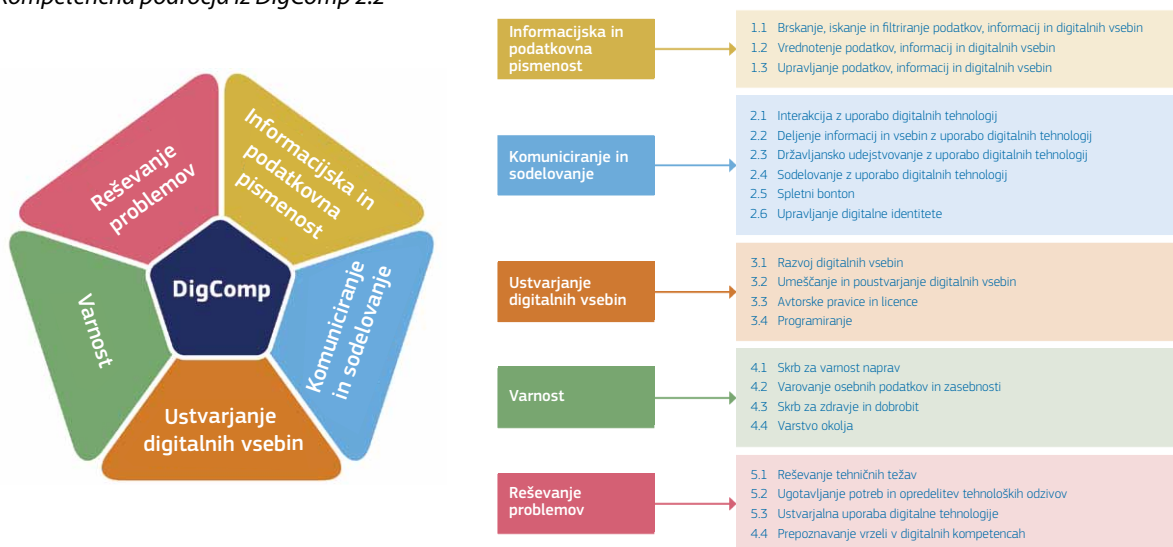 Kompetenčna področja iz DigComp 2.2
Reševanje
problemov
Informacijska in
podatkovna
pismenost
Varnost
DigComp
Komuniciranje
in sodelovanje
Ustvarjanje
digitalnih vsebin
Informacijska in
podatkovna
pismenost
1.1 Brskanje, iskanje in filtriranje podatkov, informacij in digitalnih vsebin
1.2 Vrednotenje podatkov, informacij in digitalnih vsebin
1.3 Upravljanje podatkov, informacij in digitalnih vsebin
Komuniciranje in
sodelovanje
2.1 Interakcija z uporabo digitalnih tehnologij
2.2 Deljenje informacij in vsebin z uporabo digitalnih tehnologij
2.3 Državljansko udejstvovanje z uporabo digitalnih tehnologij
2.4 Sodelovanje z uporabo digitalnih tehnologij
2.5 Spletni bonton
2.6 Upravljanje digitalne identitete
Ustvarjanje
digitalnih vsebin
3.1 Razvoj digitalnih vsebin
3.2 Umeščanje in poustvarjanje digitalnih vsebin
3.3 Avtorske pravice in licence
3.4 Programiranje
Varnost
4.1 Skrb za varnost naprav
4.2 Varovanje osebnih podatkov in zasebnosti
4.3 Skrb za zdravje in dobrobit
4.4 Varstvo okolja
Reševanje
problemov
5.1 Reševanje tehničnih težav
5.2 Ugotavljanje potreb in opredelitev tehnoloških odzivov
5.3 Ustvarjalna uporaba digitalne tehnologije
4.4 Prepoznavanje vrzeli v digitalnih kompetencah